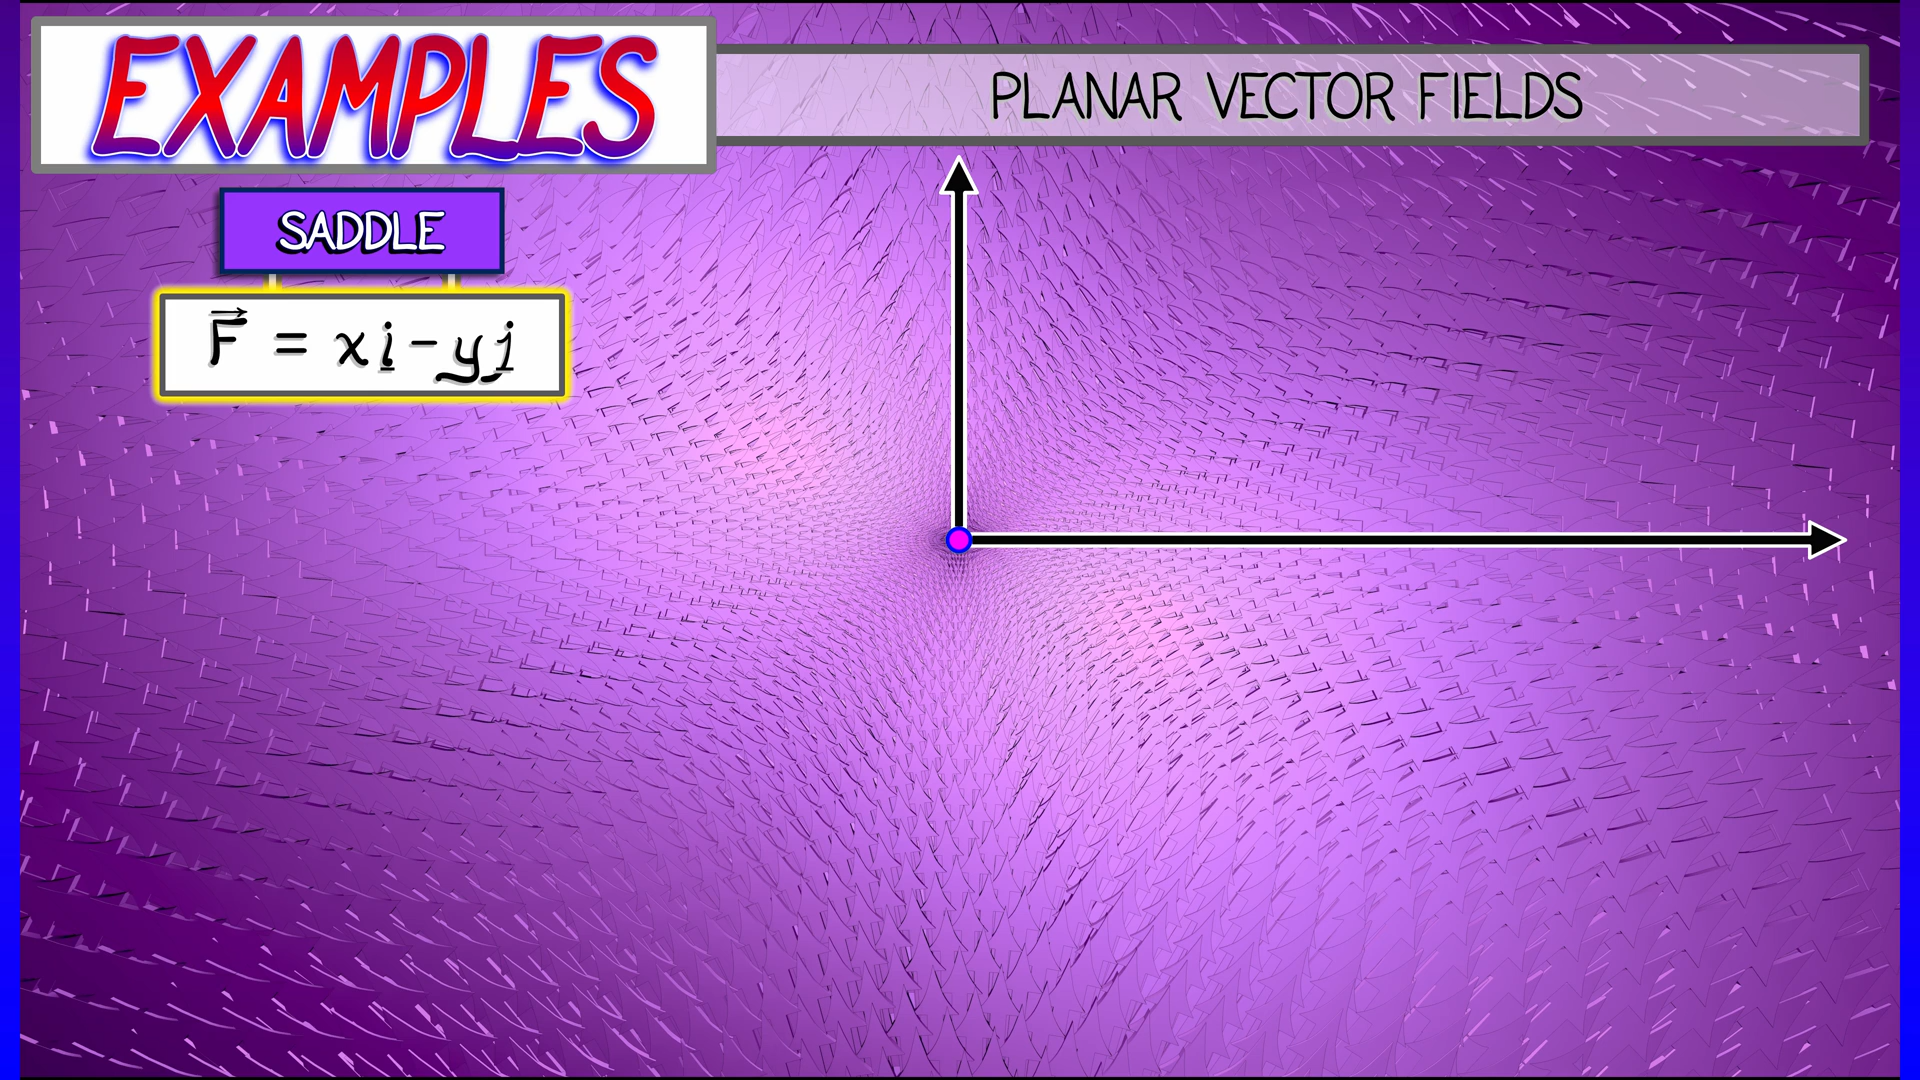 EXAMPLES
PLANAR VECTOR FIELDS
SADDLE
F⃗ = xi̲ - yj̲